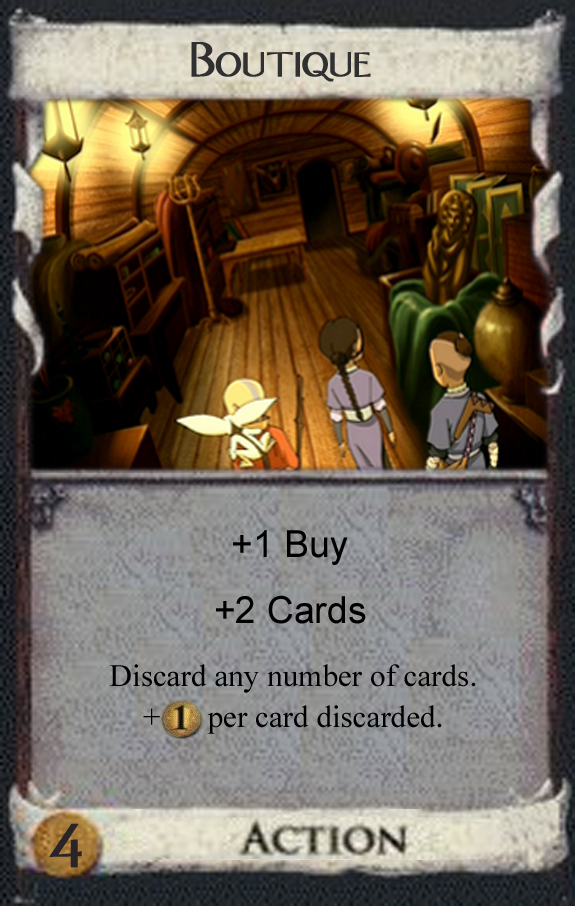 Boutique
+1 Buy
+2 Cards
Discard any number of cards.
+1 per card discarded.
4 Action